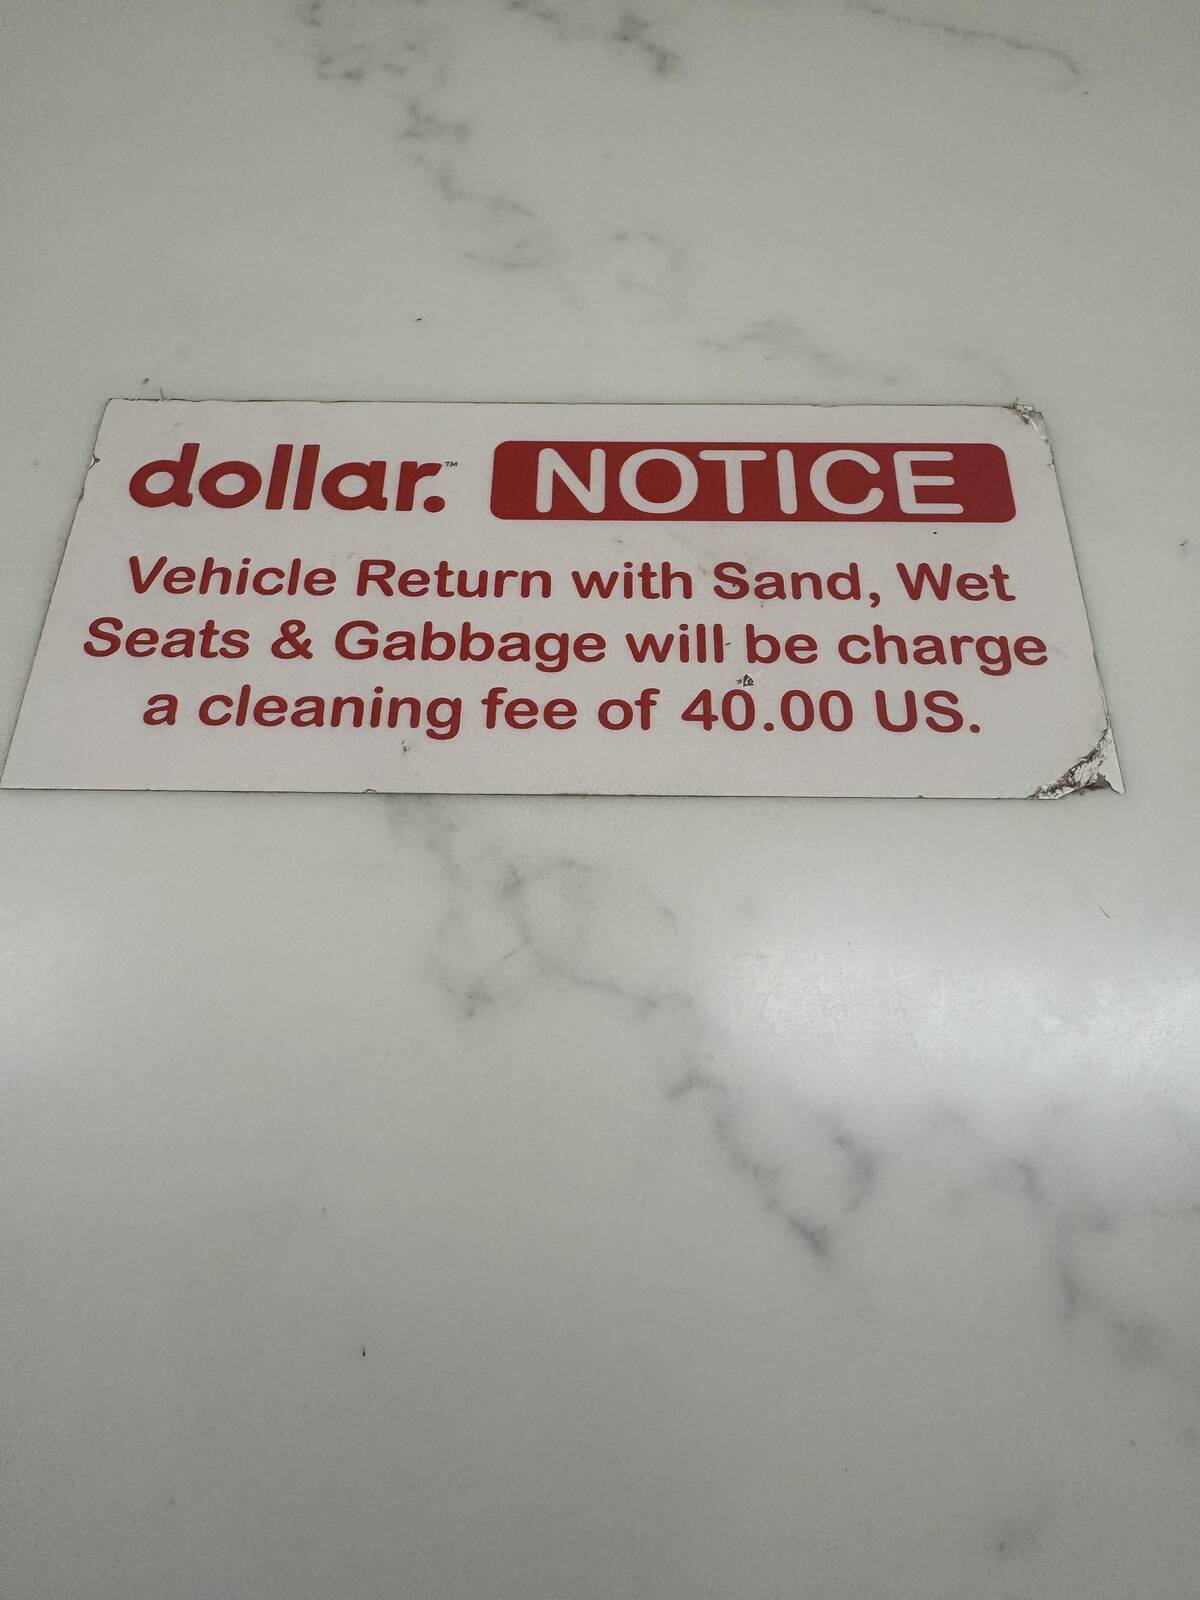 dollar.™ NOTICE
Vehicle Return with Sand, Wet
Seats & Gabbage will be charge
a cleaning fee of 40.00 US.